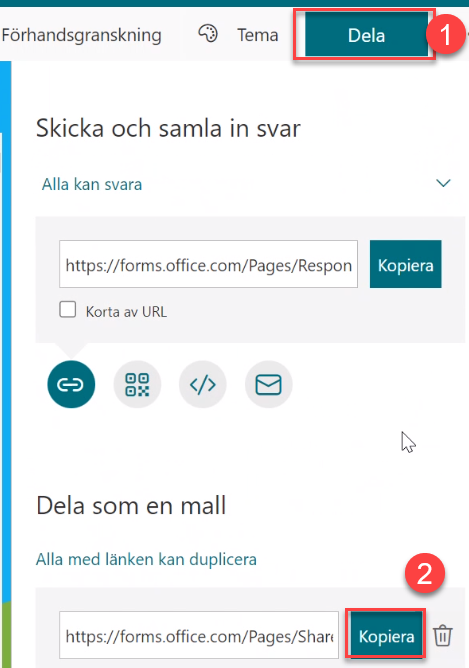 Förhandsgranskning Tema Dela 1
Skicka och samla in svar
Alla kan svara
https://forms.office.com/Pages/Respon Kopiera
Korta av URL
Dela som en mall
Alla med länken kan duplicera
2
https://forms.office.com/Pages/Share Kopiera